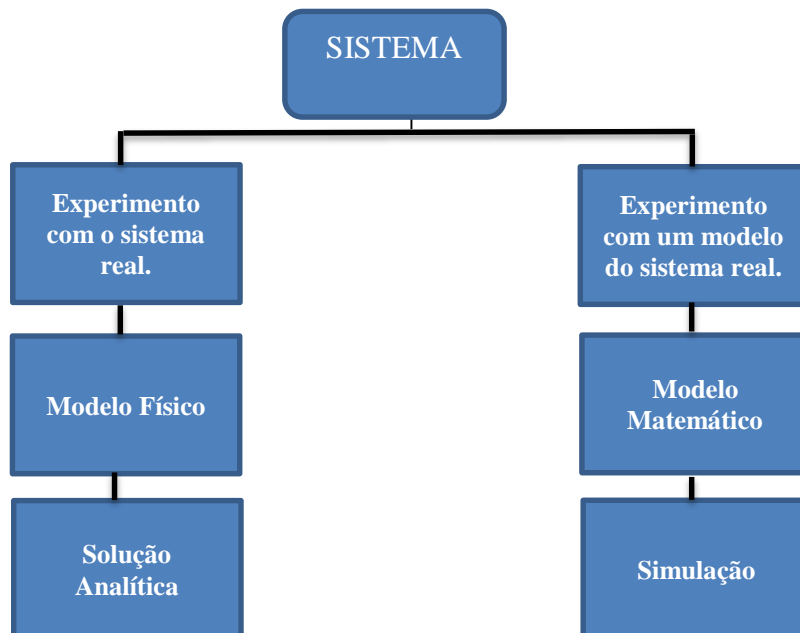 SISTEMA
Experimento
com o sistema
real.
Experimento
com um modelo
do sistema real.
Modelo Físico
Modelo
Matemático
Solução
Analítica
Simulação